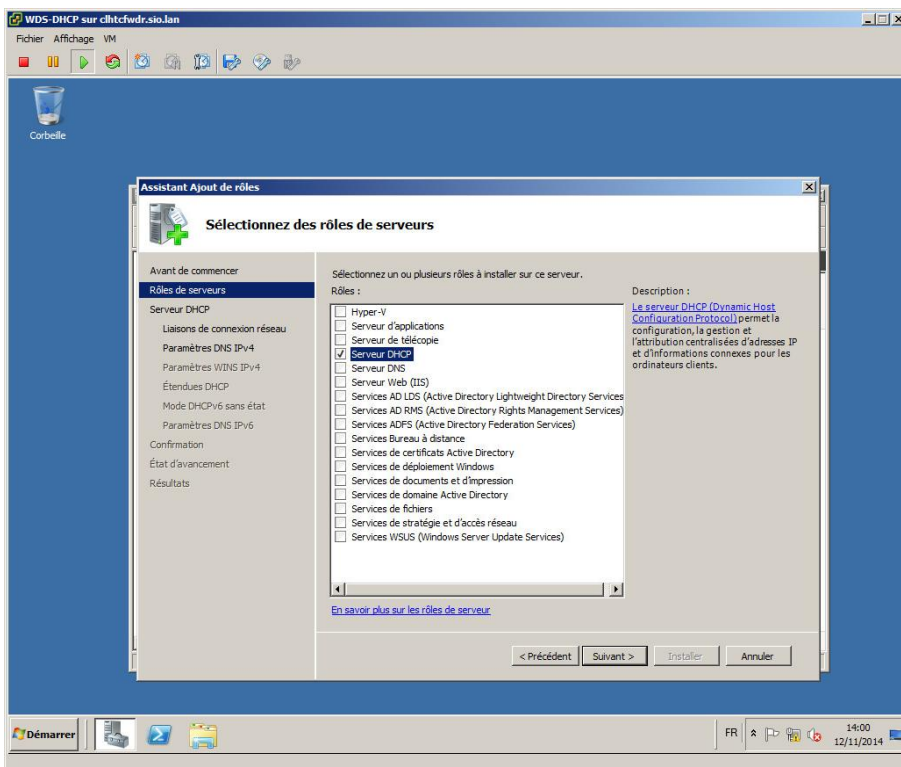 WDS-DHCP sur clhtcfwdr.sio.lan
Fichier Affichage VM
Corbeille
Assistant Ajout de rôles
Sélectionnez des rôles de serveurs
Avant de commencer
Rôles de serveurs
Serveur DHCP
Liaisons de connexion réseau
Paramètres DNS IPv4
Paramètres WINS IPv4
Étendues DHCP
Mode DHCPv6 sans état
Paramètres DNS IPv6
Confirmation
État d'avancement
Résultats
Sélectionnez un ou plusieurs rôles à installer sur ce serveur.
Rôles :
Hyper-V
Serveur d'applications
Serveur de télécopie
Serveur DHCP
Serveur DNS
Serveur Web (IIS)
Services AD LDS (Active Directory Lightweight Directory Services
Services AD RMS (Active Directory Rights Management Services)
Services ADFS (Active Directory Federation Services)
Services Bureau à distance
Services de certificats Active Directory
Services de déploiement Windows
Services de documents et d'impression
Services de domaine Active Directory
Services de fichiers
Services de stratégie et d'accès réseau
Services WSUS (Windows Server Update Services)
En savoir plus sur les rôles de serveur
Description :
Le serveur DHCP (Dynamic Host
Configuration Protocol) permet la
configuration, la gestion et
l'attribution centralisées d'adresses IP
et d'informations connexes pour les
ordinateurs clients.
< Précédent Suivant > Installer Annuler
Démarrer
FR
14:00
12/11/2014